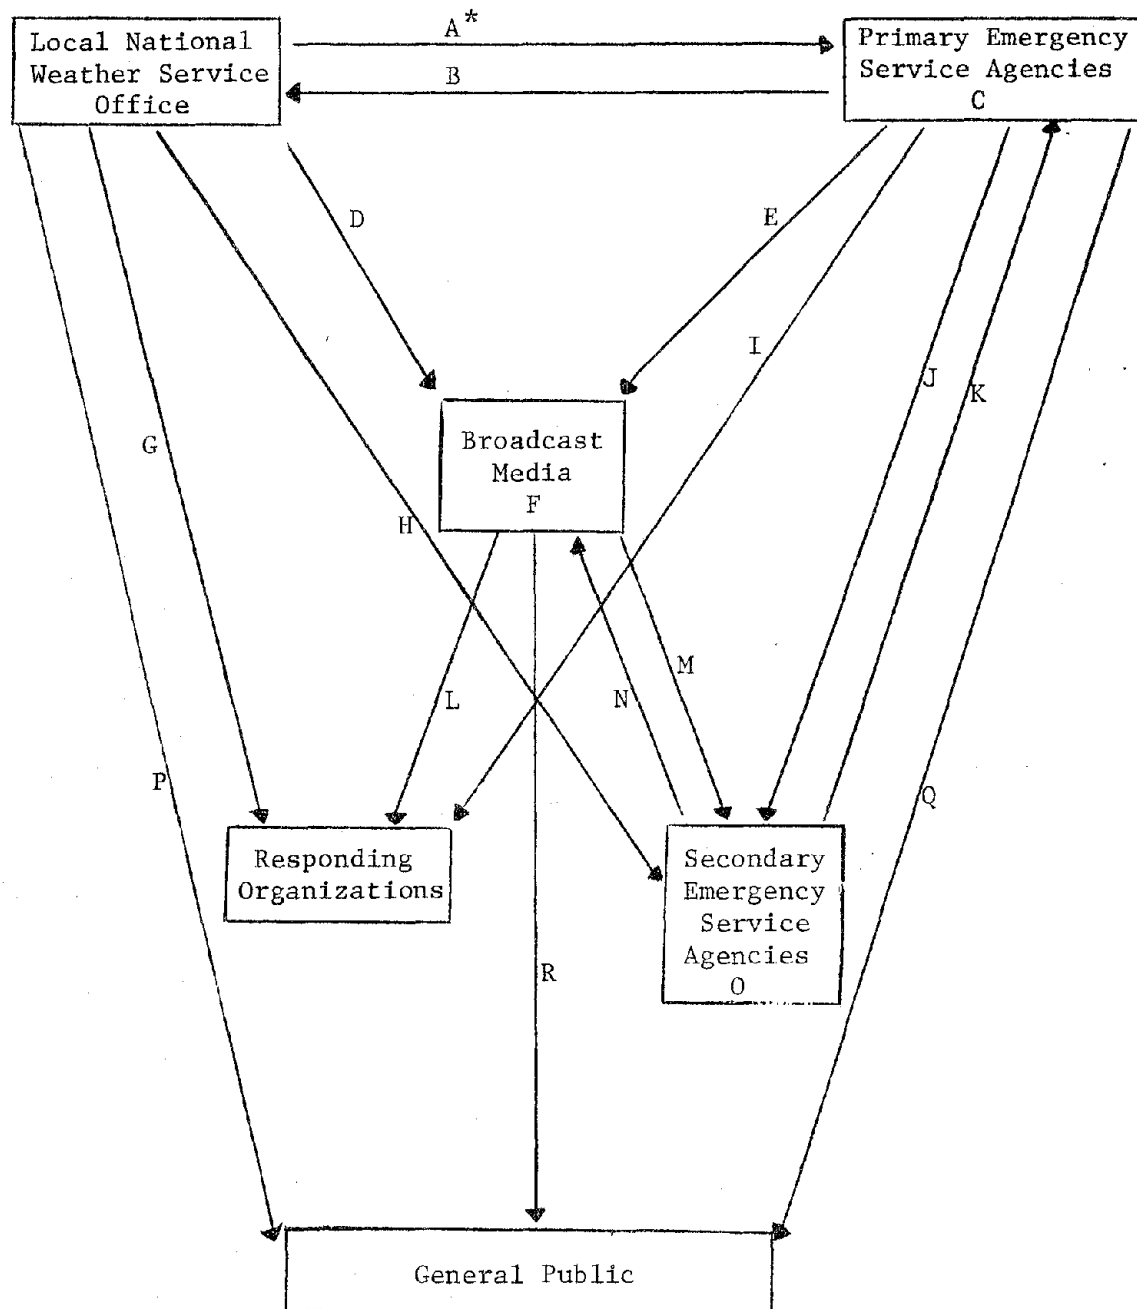 Local National
Weather Service
Office
A*
B
Primary Emergency
Service Agencies
C
D
E
I
J
K
G
H
Broadcast
Media
F
L
N
M
P
Q
Responding
Organizations
Secondary
Emergency
Service
Agencies
O
R
General Public